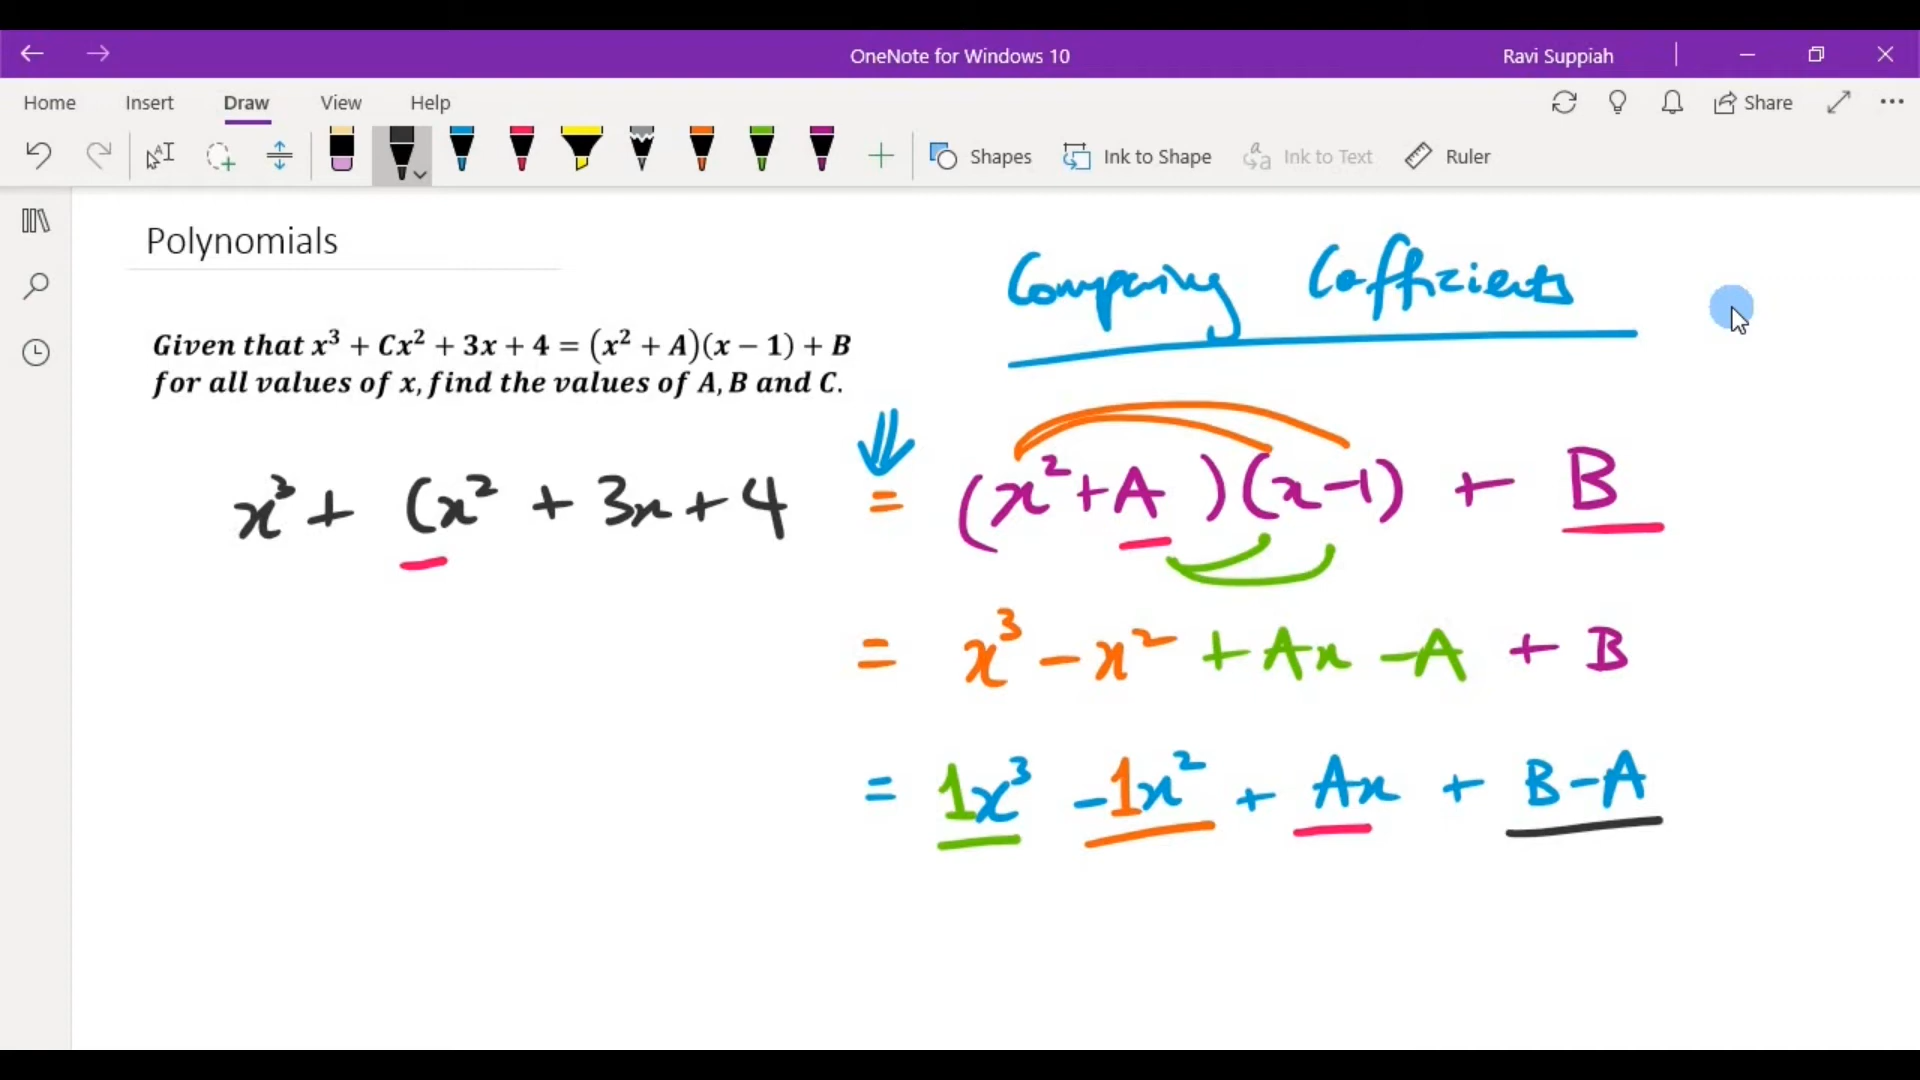 OneNote for Windows 10
Ravi Suppiah
Home Insert Draw View Help
Share
Shapes Ink to Shape Ink to Text Ruler
Polynomials
Comparing Cofficients
Given that x³ + Cx² + 3x + 4 = (x² + A)(x − 1) + B
for all values of x, find the values of A, B and C.
x³ + Cx² + 3x + 4 = (x² + A)(x − 1) + B
= x³ − x² + Ax − A + B
= 1x³ − 1x² + Ax + B − A